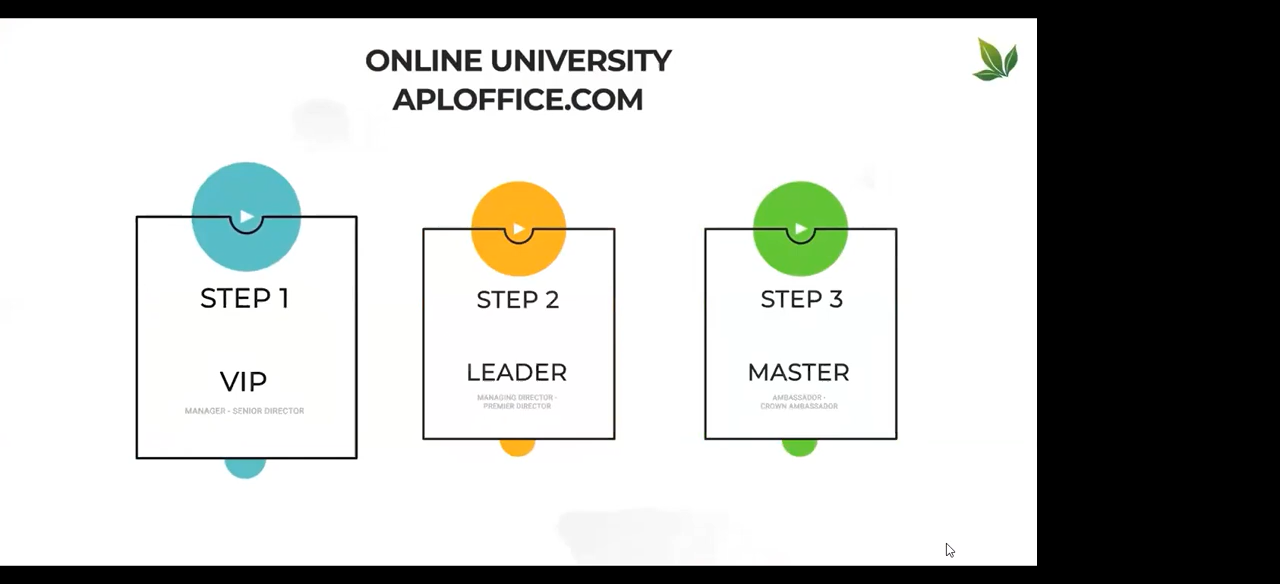 ONLINE UNIVERSITY
APLOFFICE.COM
STEP 1
VIP
MANAGER - SENIOR DIRECTOR
STEP 2
LEADER
MANAGING DIRECTOR -
PREMIER DIRECTOR
STEP 3
MASTER
AMBASSADOR -
CROWN AMBASSADOR